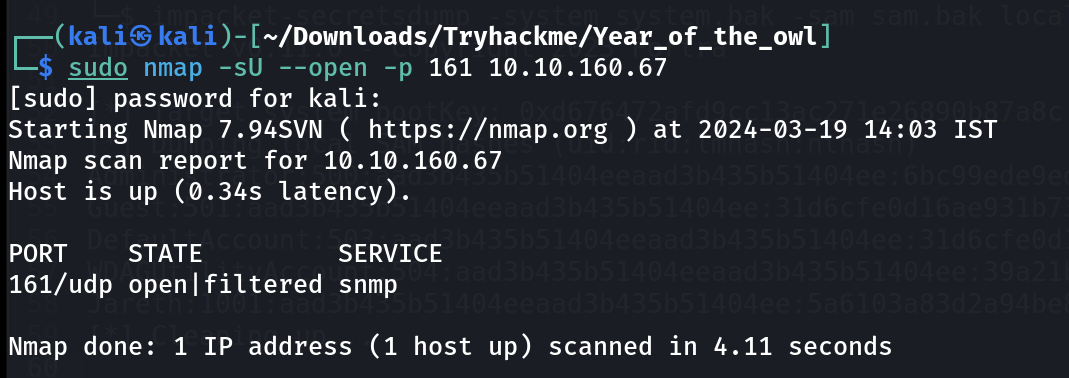 (kali㉿kali)-[~/Downloads/Tryhackme/Year_of_the_owl]
$ sudo nmap -sU --open -p 161 10.10.160.67
[sudo] password for kali:
Starting Nmap 7.94SVN ( https://nmap.org ) at 2024-03-19 14:03 IST
Nmap scan report for 10.10.160.67
Host is up (0.34s latency).
PORT    STATE         SERVICE
161/udp open|filtered snmp
Nmap done: 1 IP address (1 host up) scanned in 4.11 seconds